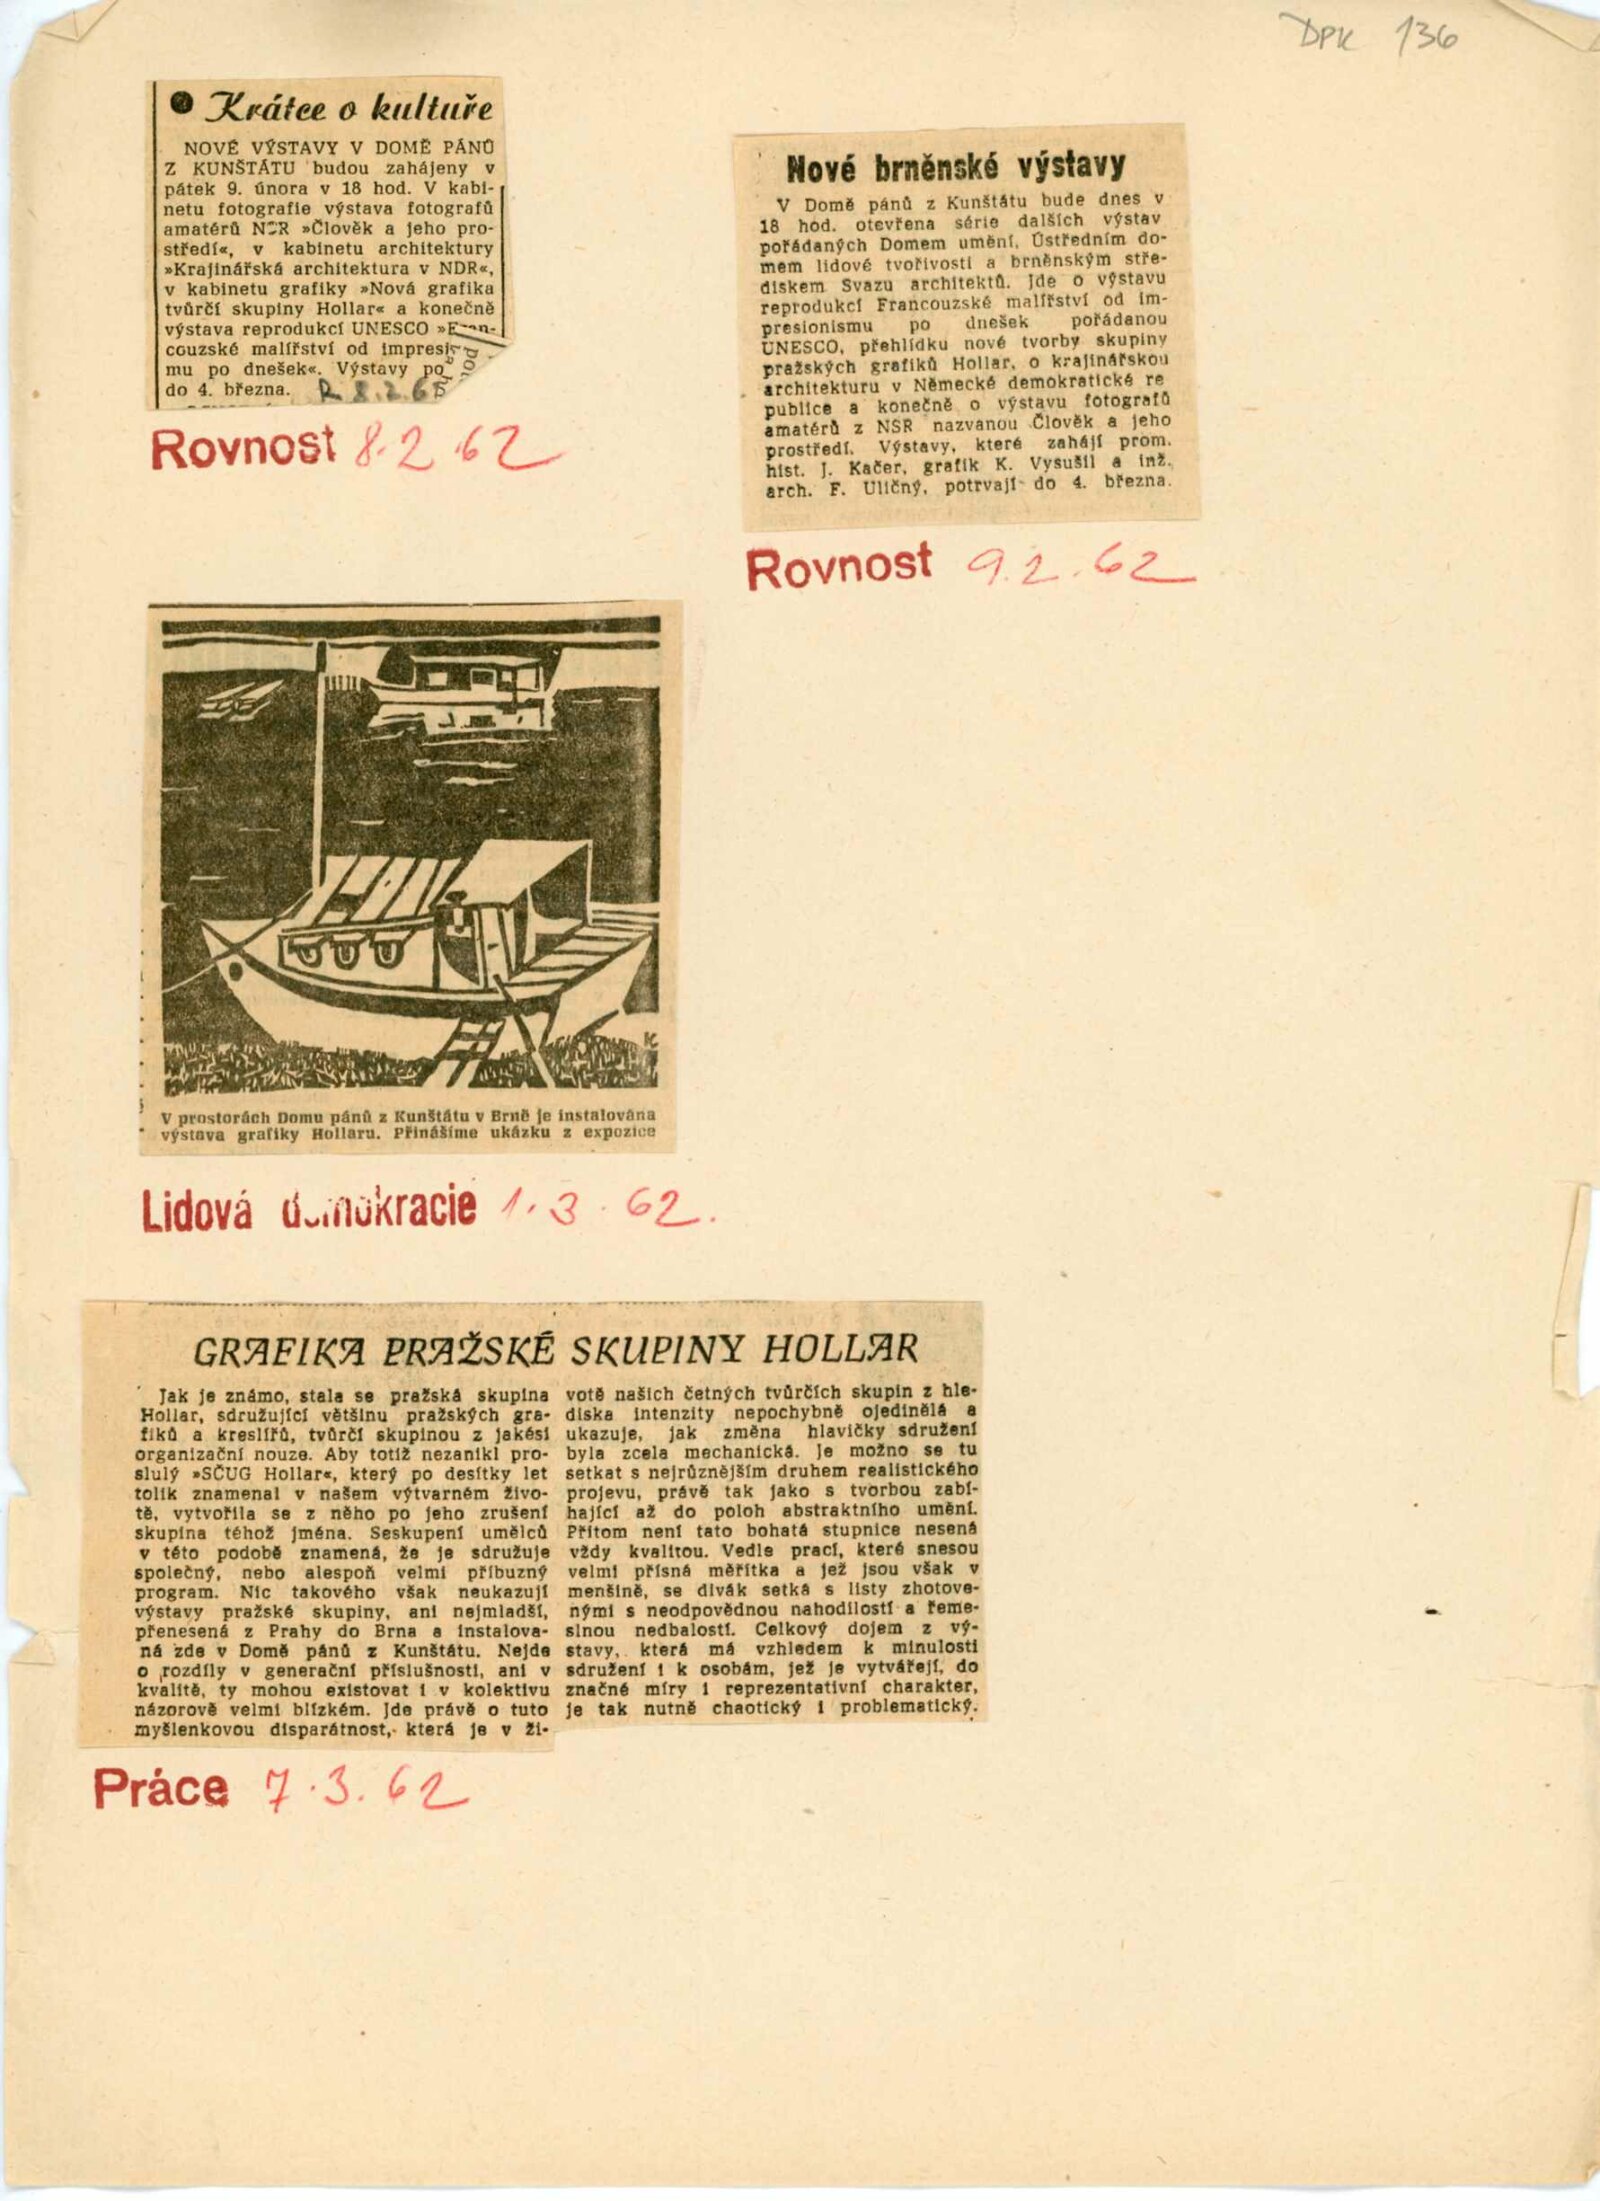 DPK 136
● Krátce o kultuře
NOVÉ VÝSTAVY V DOMĚ PÁNŮ
Z KUNŠTÁTU budou zahájeny v
pátek 9. února v 18 hod. V kabi-
netu fotografie výstava fotografů
amatérů NSR »Člověk a jeho pro-
středí«, v kabinetu architektury
»Krajinářská architektura v NDR«,
v kabinetu grafiky »Nová grafika
tvůrčí skupiny Hollar« a konečně
výstava reprodukcí UNESCO
couzské malířství od impresi
mu po dnešek«. Výstavy po
do 4. března. R 8.2.6
Rovnost 8.2.62
Nové brněnské výstavy
V Domě pánů z Kunštátu bude dnes v
18 hod. otevřena série dalších výstav
pořádaných Domem umění, Ústředním do-
mem lidové tvořivosti a brněnským stře-
diskem Svazu architektů. Jde o výstavu
reprodukcí Francouzské malířství od im-
presionismu po dnešek pořádanou
UNESCO, přehlídku nové tvorby skupiny
pražských grafiků Hollar, o krajinářskou
architekturu v Německé demokratické re
publice a konečně o výstavu fotografů
amatérů z NSR nazvanou Člověk a jeho
prostředí. Výstavy, které zahájí prom.
hist. J. Kačer, grafik K. Vysušil a inž.
arch. F. Uličný, potrvají do 4. března.
Rovnost 9.2.62
K
V prostorách Domu pánů z Kunštátu v Brně je instalována
výstava grafiky Hollaru. Přinášíme ukázku z expozice
Lidová demokracie 1.3.62.
GRAFIKA PRAŽSKÉ SKUPINY HOLLAR
Jak je známo, stala se pražská skupina
Hollar, sdružující většinu pražských gra-
fiků a kreslířů, tvůrčí skupinou z jakési
organizační nouze. Aby totiž nezanikl pro-
slulý »SČUG Hollar«, který po desítky let
tolik znamenal v našem výtvarném živo-
tě, vytvořila se z něho po jeho zrušení
skupina téhož jména. Seskupení umělců
v této podobě znamená, že je sdružuje
společný, nebo alespoň velmi příbuzný
program. Nic takového však neukazují
výstavy pražské skupiny, ani nejmladší,
přenesená z Prahy do Brna a instalova-
ná zde v Domě pánů z Kunštátu. Nejde
o rozdíly v generační příslušnosti, ani v
kvalitě, ty mohou existovat i v kolektivu
názorově velmi blízkém. Jde právě o tuto
myšlenkovou disparátnost, která je v ži-
votě našich četných tvůrčích skupin z hle-
diska intenzity nepochybně ojedinělá a
ukazuje, jak změna hlavičky sdružení
byla zcela mechanická. Je možno se tu
setkat s nejrůznějším druhem realistického
projevu, právě tak jako s tvorbou zabí-
hající až do poloh abstraktního umění.
Přitom není tato bohatá stupnice nesená
vždy kvalitou. Vedle prací, které snesou
velmi přísná měřítka a jež jsou však v
menšině, se divák setká s listy zhotove-
nými s neodpovědnou nahodilostí a řeme-
slnou nedbalostí. Celkový dojem z vý-
stavy, která má vzhledem k minulosti
sdružení i k osobám, jež je vytvářejí, do
značné míry i reprezentativní charakter,
je tak nutně chaotický i problematický.
Práce 7.3.62